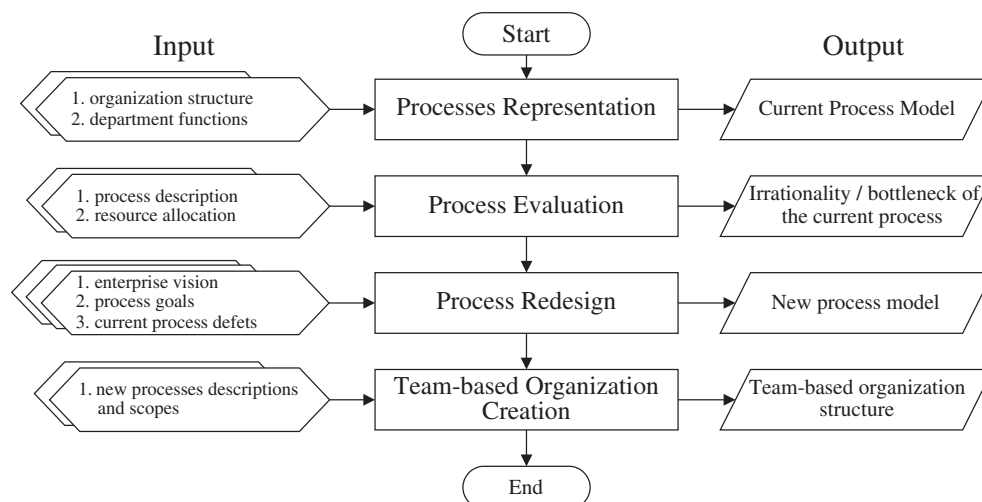 Input
Start
Output
1. organization structure
2. department functions
Processes Representation
Current Process Model
1. process description
2. resource allocation
Process Evaluation
Irrationality / bottleneck of
the current process
1. enterprise vision
2. process goals
3. current process defets
Process Redesign
New process model
1. new processes descriptions
and scopes
Team-based Organization
Creation
Team-based organization
structure
End